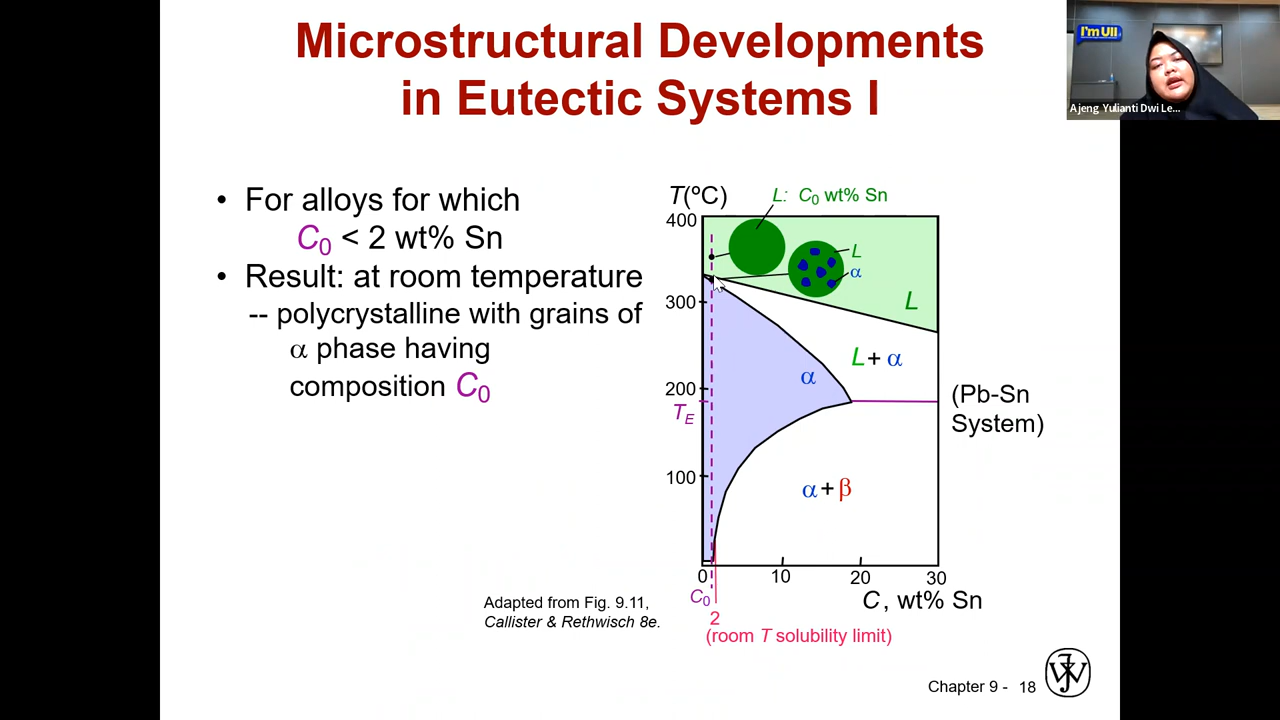 Microstructural Developments
in Eutectic Systems I
I'm UII
Ajeng Yulianti Dwi Le...
• For alloys for which
C0 < 2 wt% Sn
• Result: at room temperature
-- polycrystalline with grains of
α phase having
composition C0
T(ºC)
L: C0 wt% Sn
400
L
α
300
L
L + α
α
200
TE
(Pb-Sn
System)
100
α + β
0
10
20
30
C0
C, wt% Sn
2
(room T solubility limit)
Adapted from Fig. 9.11,
Callister & Rethwisch 8e.
Chapter 9 - 18